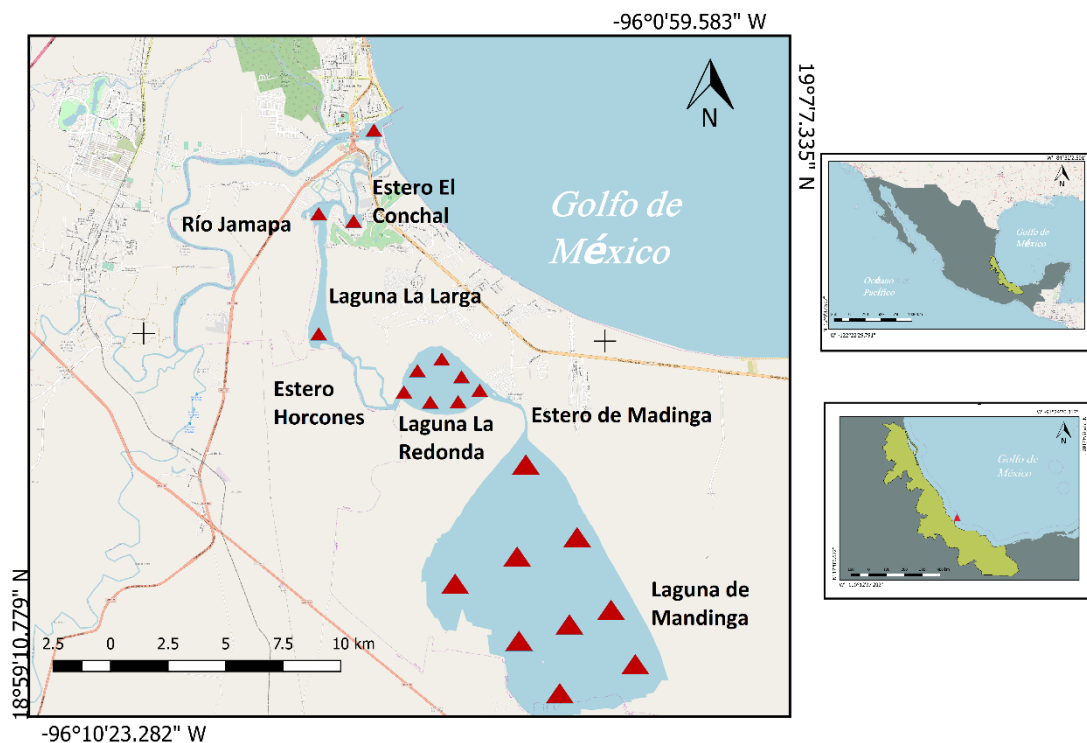 -96°0'59.583" W
19°7'7.335" N
N
Estero El
Conchal
Río Jamapa
Golfo de
México
Laguna La Larga
Estero
Horcones
Laguna La
Redonda
Estero de Madinga
Laguna de
Mandinga
2.5 0 2.5 5 7.5 10 km
18°59'10.779" N
-96°10'23.282" W
N
Golfo de
México
Océano
Pacífico
N
Golfo de
México